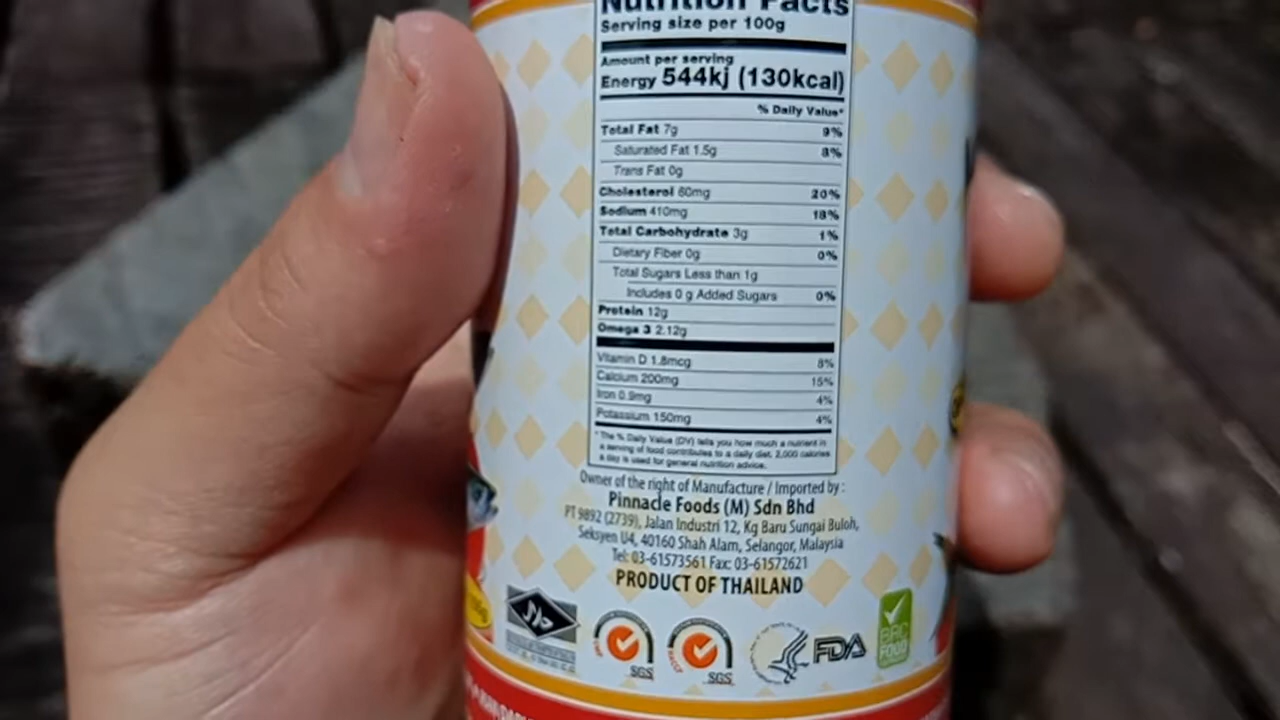 Nutrition Facts
Serving size per 100g
Amount per serving
Energy 544kj (130kcal)
% Daily Value*
Total Fat 7g 9%
Saturated Fat 1.5g 8%
Trans Fat 0g
Cholesterol 60mg 20%
Sodium 410mg 18%
Total Carbohydrate 3g 1%
Dietary Fiber 0g 0%
Total Sugars Less than 1g
Includes 0 g Added Sugars 0%
Protein 12g
Omega 3 2.12g
Vitamin D 1.8mcg 8%
Calcium 200mg 15%
Iron 0.9mg 4%
Potassium 150mg 4%
* The % Daily Value (DV) tells you how much a nutrient in
a serving of food contributes to a daily diet. 2,000 calories
a day is used for general nutrition advice.
Owner of the right of Manufacture / Imported by :
Pinnacle Foods (M) Sdn Bhd
PT 9892 (2739), Jalan Industri 12, Kg Baru Sungai Buloh,
Seksyen U4, 40160 Shah Alam, Selangor, Malaysia
Tel: 03-61573561 Fax: 03-61572621
PRODUCT OF THAILAND
حلال
SGS
SGS
FDA
BRC
FOOD